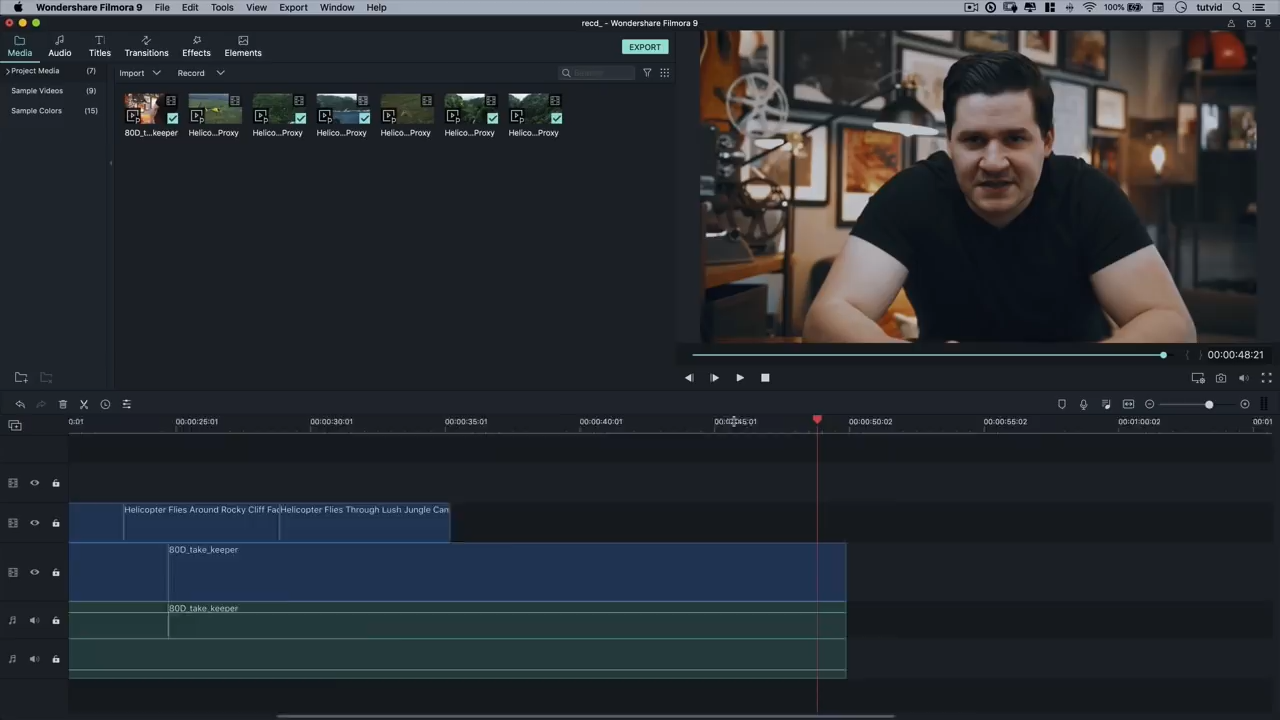 Wondershare Filmora 9 File Edit Tools View Export Window Help 100% tutvid
recd_ - Wondershare Filmora 9
Media Audio Titles Transitions Effects Elements EXPORT
Project Media (7)
Sample Videos (9)
Sample Colors (15)
Import Record
80D_t...keeper Helico...Proxy Helico...Proxy Helico...Proxy Helico...Proxy Helico...Proxy Helico...Proxy
00:00:48:21
0:01 00:00:25:01 00:00:30:01 00:00:35:01 00:00:40:01 00:00:45:01 00:00:50:02 00:00:55:02 00:01:00:02 00:01
Helicopter Flies Around Rocky Cliff Fac Helicopter Flies Through Lush Jungle Can
80D_take_keeper
80D_take_keeper